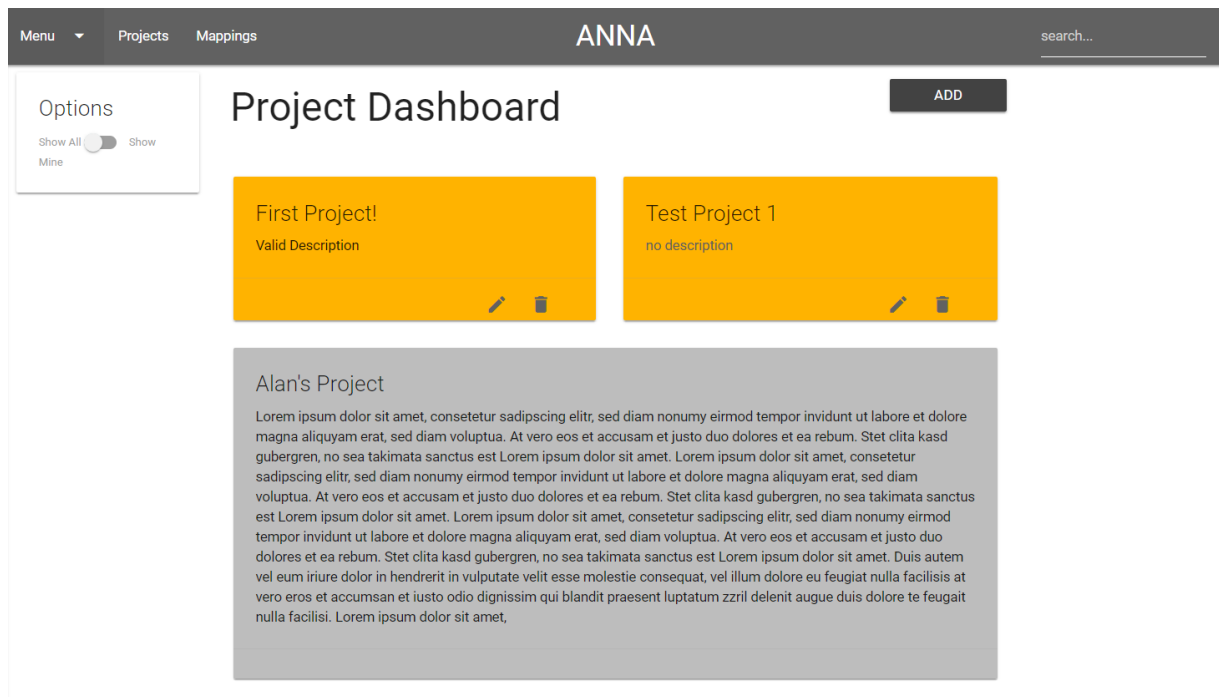 Menu Projects Mappings ANNA search...
Options
Show All Show
Mine
Project Dashboard
ADD
First Project!
Valid Description
Test Project 1
no description
Alan's Project
Lorem ipsum dolor sit amet, consetetur sadipscing elitr, sed diam nonumy eirmod tempor invidunt ut labore et dolore
magna aliquyam erat, sed diam voluptua. At vero eos et accusam et justo duo dolores et ea rebum. Stet clita kasd
gubergren, no sea takimata sanctus est Lorem ipsum dolor sit amet. Lorem ipsum dolor sit amet, consetetur
sadipscing elitr, sed diam nonumy eirmod tempor invidunt ut labore et dolore magna aliquyam erat, sed diam
voluptua. At vero eos et accusam et justo duo dolores et ea rebum. Stet clita kasd gubergren, no sea takimata sanctus
est Lorem ipsum dolor sit amet. Lorem ipsum dolor sit amet, consetetur sadipscing elitr, sed diam nonumy eirmod
tempor invidunt ut labore et dolore magna aliquyam erat, sed diam voluptua. At vero eos et accusam et justo duo
dolores et ea rebum. Stet clita kasd gubergren, no sea takimata sanctus est Lorem ipsum dolor sit amet. Duis autem
vel eum iriure dolor in hendrerit in vulputate velit esse molestie consequat, vel illum dolore eu feugiat nulla facilisis at
vero eros et accumsan et iusto odio dignissim qui blandit praesent luptatum zzril delenit augue duis dolore te feugait
nulla facilisi. Lorem ipsum dolor sit amet,